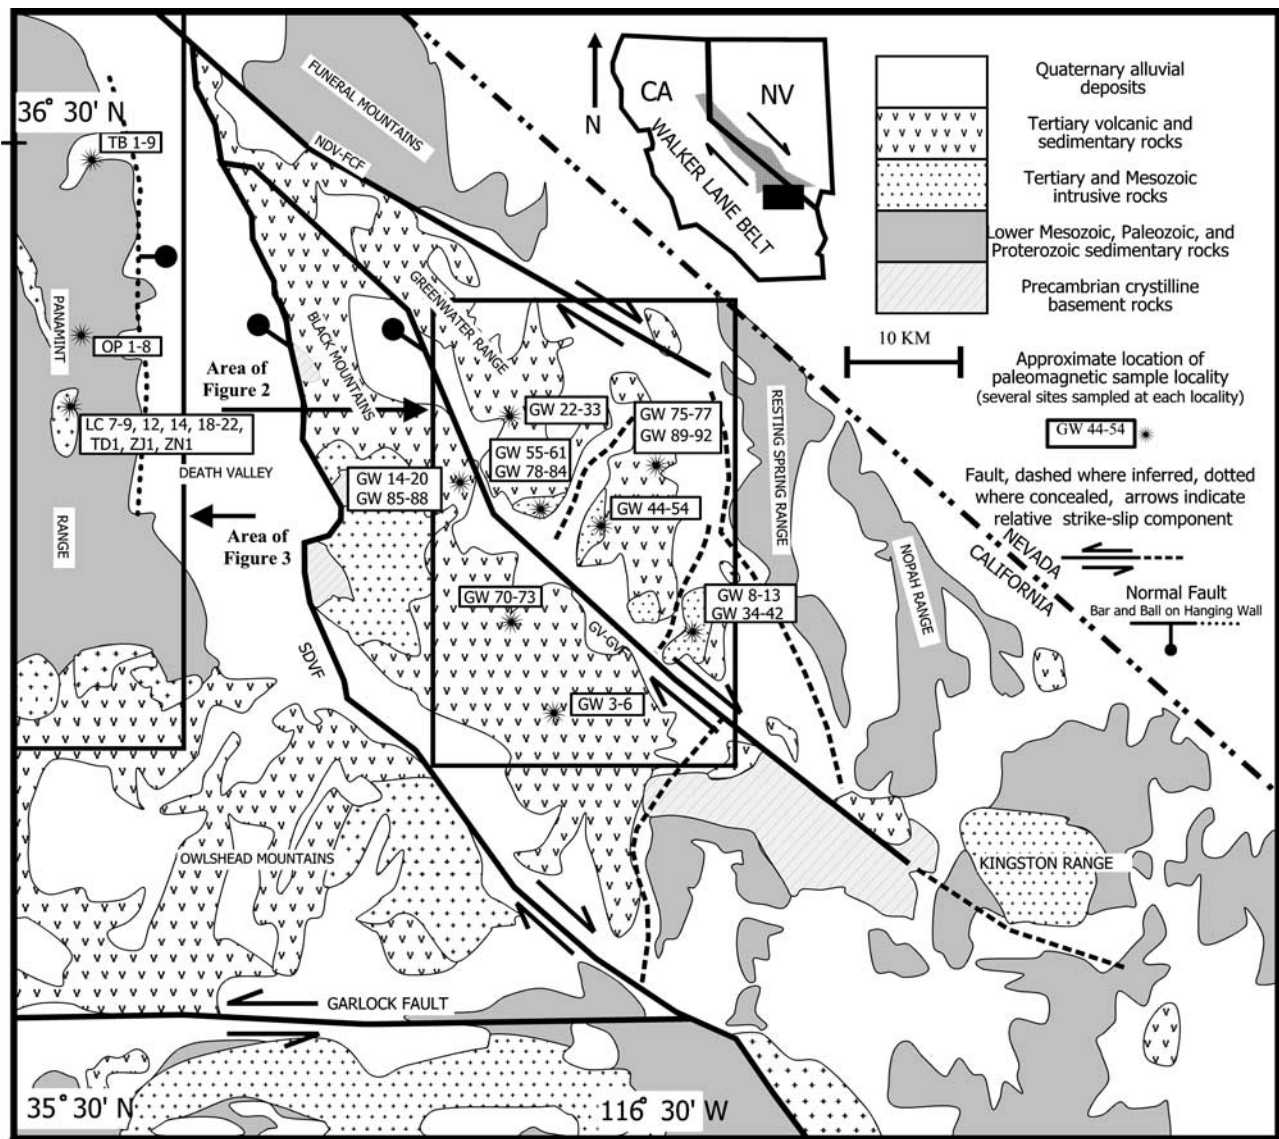 36° 30' N
TB 1-9
FUNERAL MOUNTAINS
NDV-FCF
N
CA
NV
WALKER LANE BELT
Quaternary alluvial
deposits
Tertiary volcanic and
sedimentary rocks
Tertiary and Mesozoic
intrusive rocks
Lower Mesozoic, Paleozoic, and
Proterozoic sedimentary rocks
Precambrian crystilline
basement rocks
10 KM
Approximate location of
paleomagnetic sample locality
(several sites sampled at each locality)
GW 44-54
Fault, dashed where inferred, dotted
where concealed, arrows indicate
relative strike-slip component
Normal Fault
Bar and Ball on Hanging Wall
NEVADA
CALIFORNIA
PANAMINT
OP 1-8
LC 7-9, 12, 14, 18-22,
TD1, ZJ1, ZN1
RANGE
DEATH VALLEY
Area of
Figure 2
Area of
Figure 3
BLACK MOUNTAINS
GREENWATER RANGE
GW 22-33
GW 75-77
GW 89-92
GW 55-61
GW 78-84
GW 14-20
GW 85-88
GW 44-54
GW 70-73
GW 8-13
GW 34-42
GW 3-6
GV-GVF
SDVF
RESTING SPRING RANGE
NOPAH RANGE
KINGSTON RANGE
OWLSHEAD MOUNTAINS
GARLOCK FAULT
35° 30' N
116° 30' W